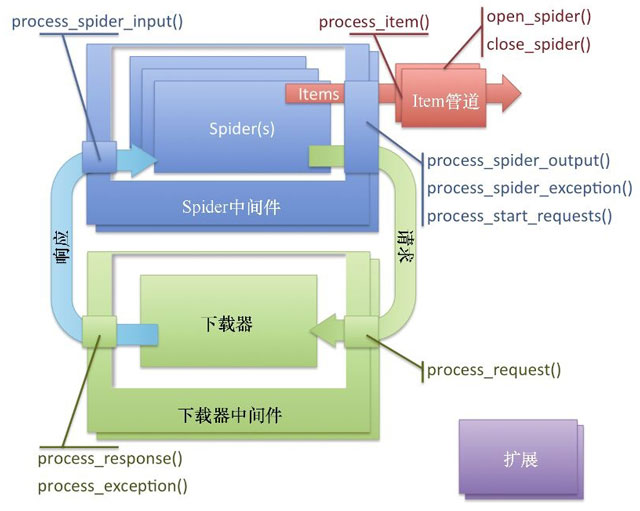 process_spider_input()
process_item()
open_spider()
close_spider()
Items
Item管道
Spider(s)
process_spider_output()
process_spider_exception()
process_start_requests()
Spider中间件
响应
请求
下载器
process_request()
下载器中间件
process_response()
process_exception()
扩展